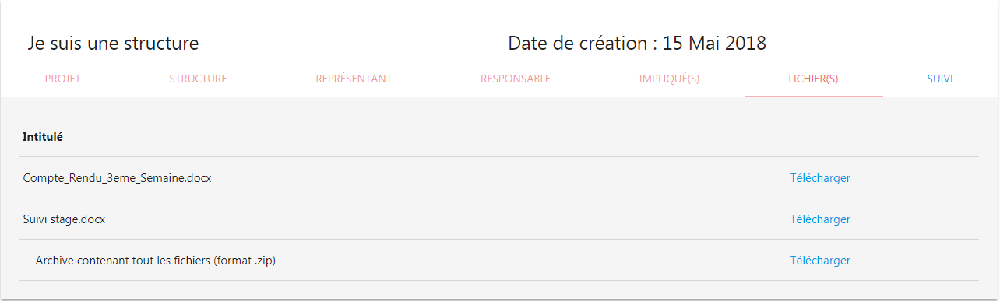 Je suis une structure Date de création : 15 Mai 2018
PROJET STRUCTURE REPRÉSENTANT RESPONSABLE IMPLIQUÉ(S) FICHIER(S) SUIVI
Intitulé
Compte_Rendu_3eme_Semaine.docx Télécharger
Suivi stage.docx Télécharger
-- Archive contenant tout les fichiers (format .zip) -- Télécharger